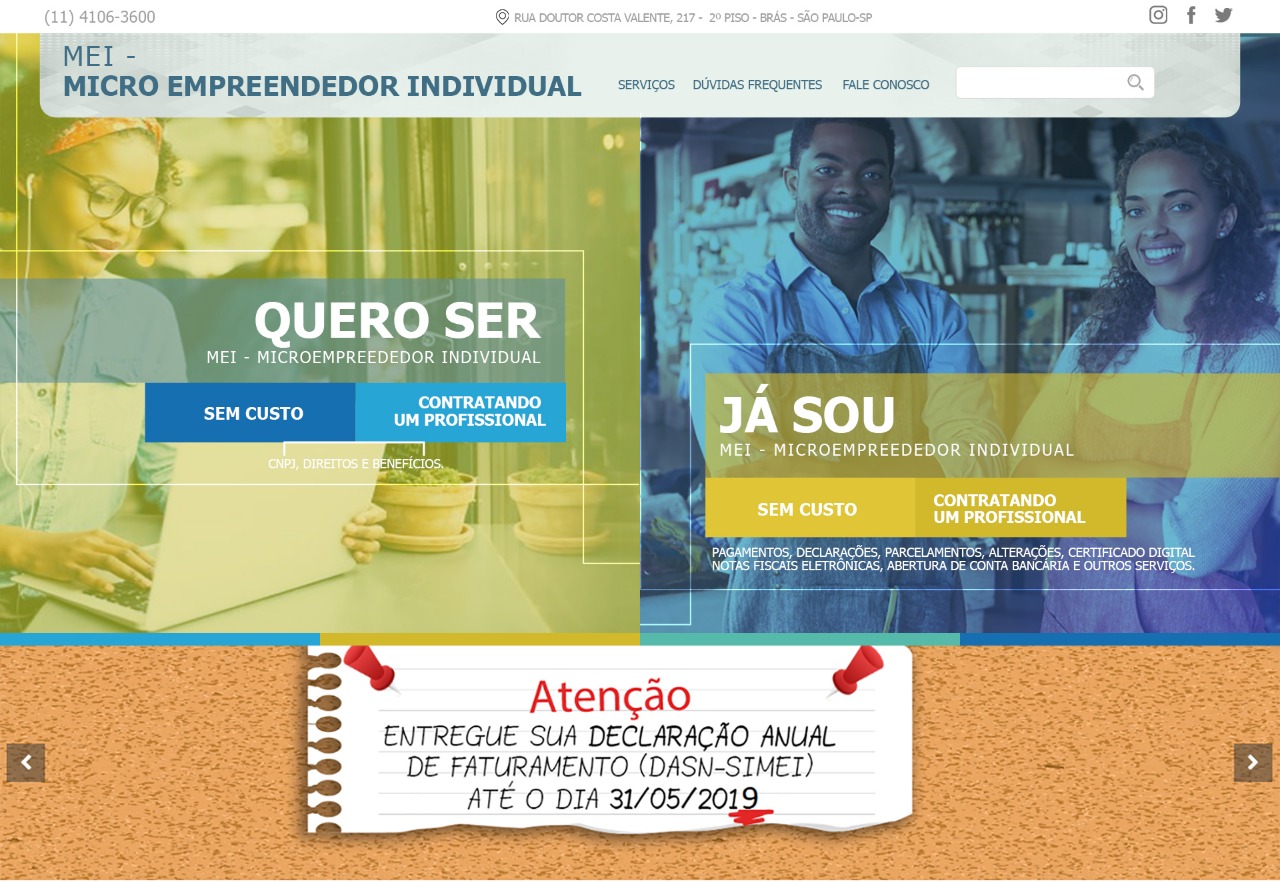 (11) 4106-3600
RUA DOUTOR COSTA VALENTE, 217 - 2º PISO - BRÁS - SÃO PAULO-SP
MEI -
MICRO EMPREENDEDOR INDIVIDUAL
SERVIÇOS
DÚVIDAS FREQUENTES
FALE CONOSCO
QUERO SER
MEI - MICROEMPREEDEDOR INDIVIDUAL
SEM CUSTO
CONTRATANDO
UM PROFISSIONAL
CNPJ, DIREITOS E BENEFÍCIOS.
JÁ SOU
MEI - MICROEMPREEDEDOR INDIVIDUAL
SEM CUSTO
CONTRATANDO
UM PROFISSIONAL
PAGAMENTOS, DECLARAÇÕES, PARCELAMENTOS, ALTERAÇÕES, CERTIFICADO DIGITAL
NOTAS FISCAIS ELETRÔNICAS, ABERTURA DE CONTA BANCÁRIA E OUTROS SERVIÇOS.
Atenção
ENTREGUE SUA DECLARAÇÃO ANUAL
DE FATURAMENTO (DASN-SIMEI)
ATÉ O DIA 31/05/2019